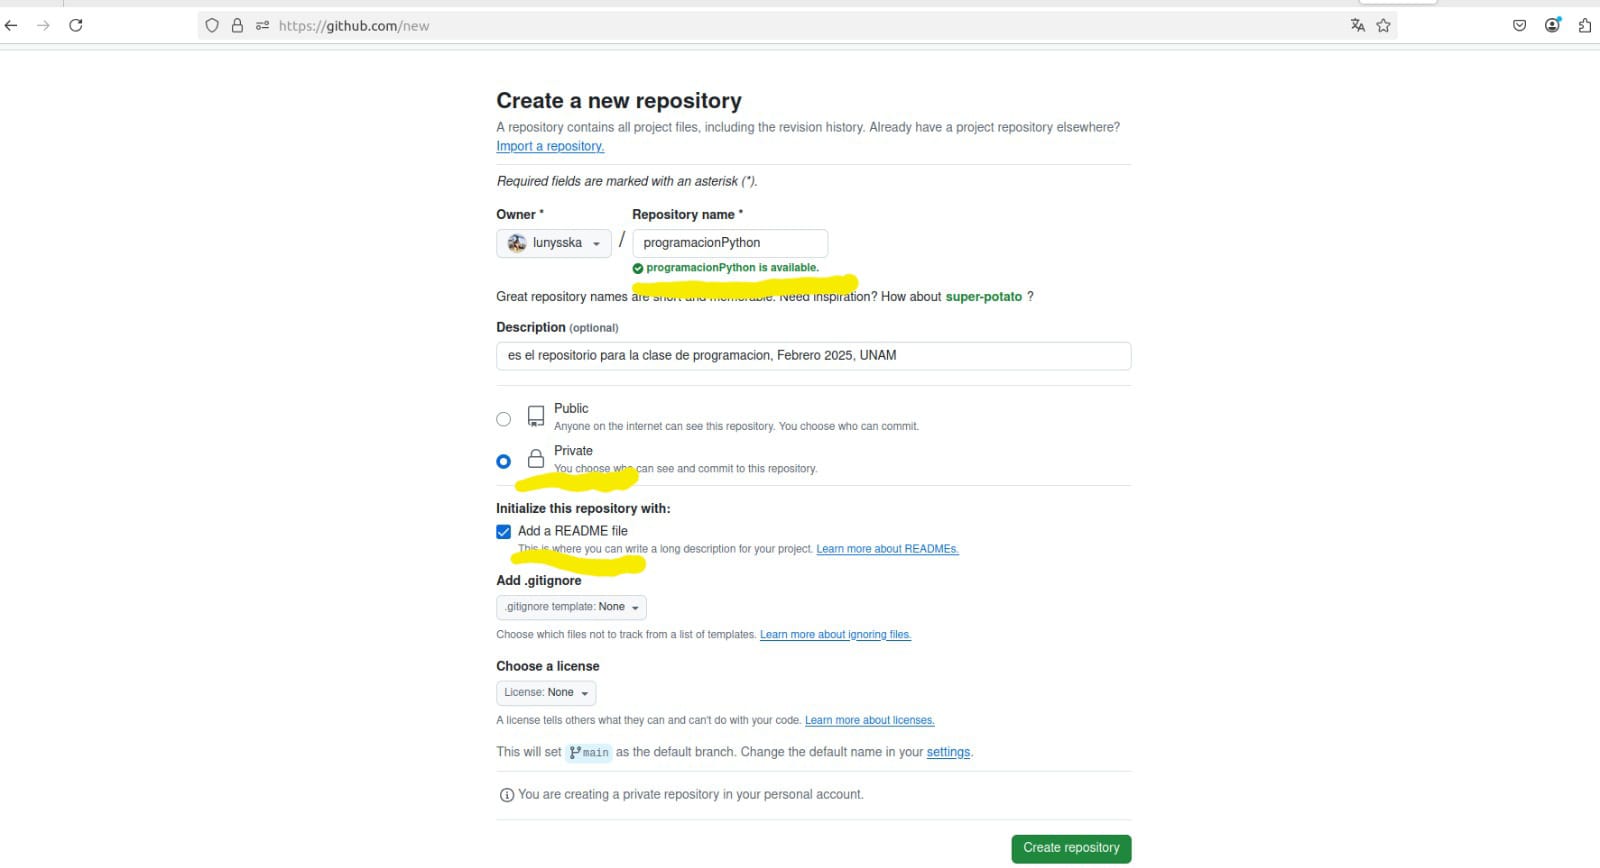 https://github.com/new
Create a new repository
A repository contains all project files, including the revision history. Already have a project repository elsewhere?
Import a repository.
Required fields are marked with an asterisk (*).
Owner * Repository name *
lunysska / programacionPython
programacionPython is available.
Great repository names are short and memorable. Need inspiration? How about super-potato ?
Description (optional)
es el repositorio para la clase de programacion, Febrero 2025, UNAM
Public
Anyone on the internet can see this repository. You choose who can commit.
Private
You choose who can see and commit to this repository.
Initialize this repository with:
Add a README file
This is where you can write a long description for your project. Learn more about READMEs.
Add .gitignore
.gitignore template: None
Choose which files not to track from a list of templates. Learn more about ignoring files.
Choose a license
License: None
A license tells others what they can and can't do with your code. Learn more about licenses.
This will set main as the default branch. Change the default name in your settings.
You are creating a private repository in your personal account.
Create repository